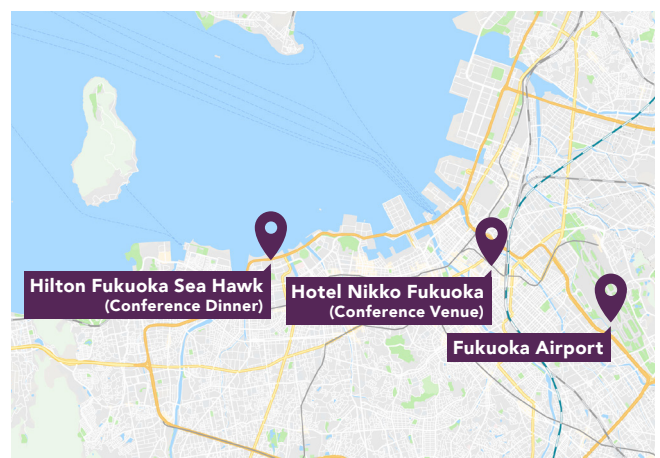 Hilton Fukuoka Sea Hawk
(Conference Dinner)
Hotel Nikko Fukuoka
(Conference Venue)
Fukuoka Airport